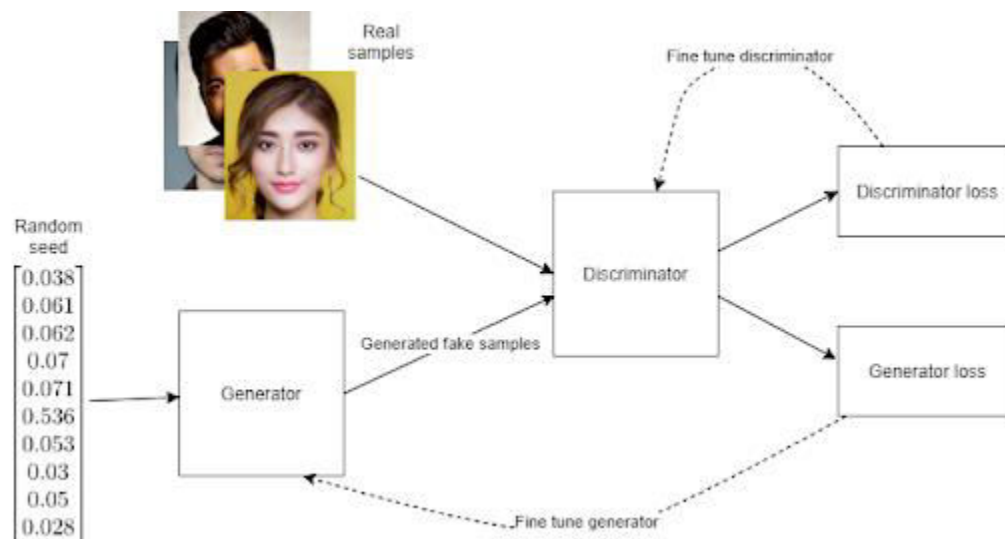 Real
samples
Fine tune discriminator
Discriminator loss
Random
seed
0.038
0.061
0.062
0.07
0.071
0.536
0.053
0.03
0.05
0.028
Discriminator
Generated fake samples
Generator
Generator loss
Fine tune generator